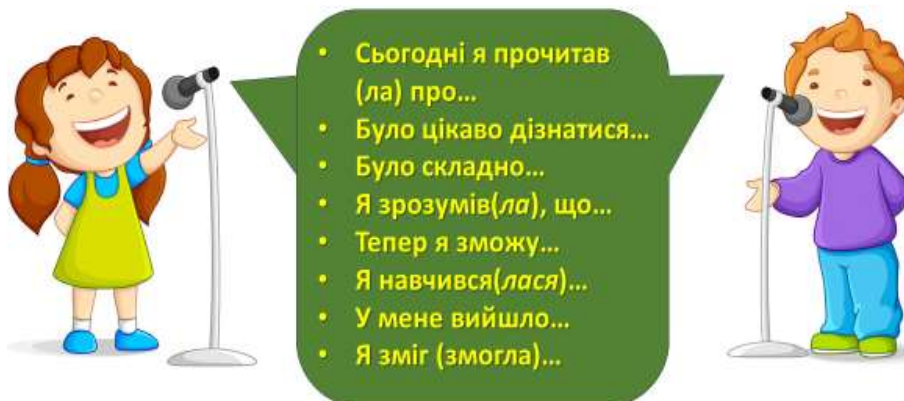 • Сьогодні я прочитав
(ла) про...
• Було цікаво дізнатися...
• Було складно...
• Я зрозумів(ла), що...
• Тепер я зможу...
• Я навчився(лася)...
• У мене вийшло...
• Я зміг (змогла)...